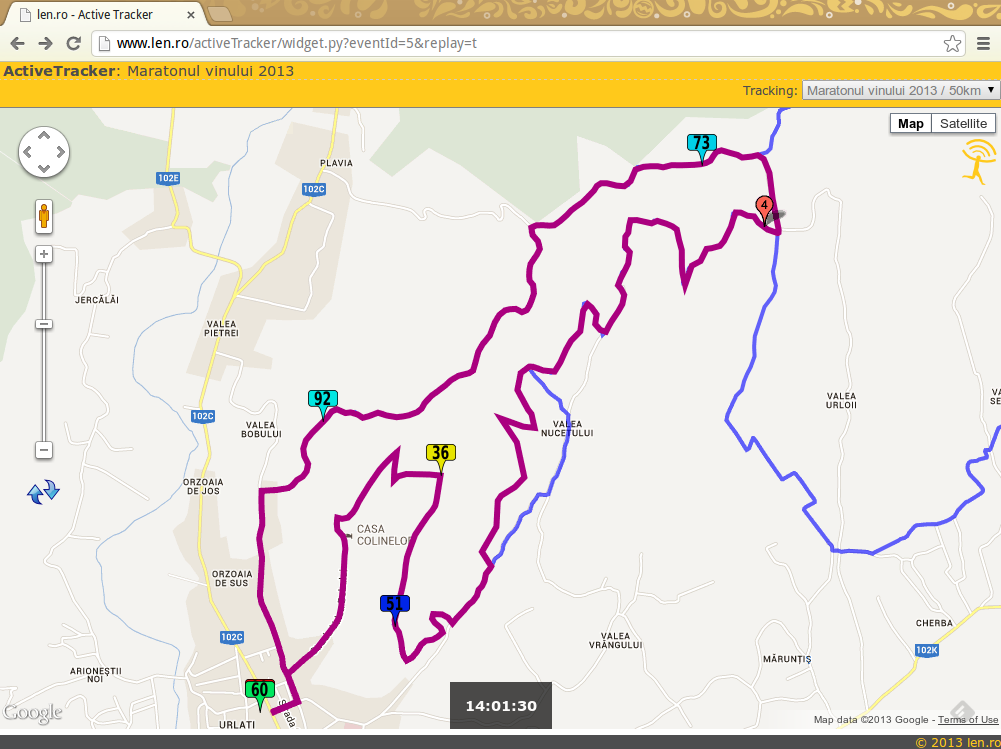 len.ro - Active Tracker
www.len.ro/activeTracker/widget.py?eventId=5&replay=t
ActiveTracker: Maratonul vinului 2013
Tracking: Maratonul vinului 2013 / 50km
Map Satellite
73
PLAVIA
102E
102C
4
JERCĂLĂI
VALEA
PIETREI
92
102C
VALEA
BOBULUI
VALEA
URLOII
VA
SE
VALEA
NUCETULUI
36
ORZOAIA
DE JOS
CASA
COLINELOR
ORZOAIA
DE SUS
51
102C
CHERBA
VALEA
VRÂNGULUI
102K
MĂRUNȚIȘ
ARIONEȘTII
NOI
60
Strada
14:01:30
Google
URLATI
Map data ©2013 Google - Terms of Use
© 2013 len.ro